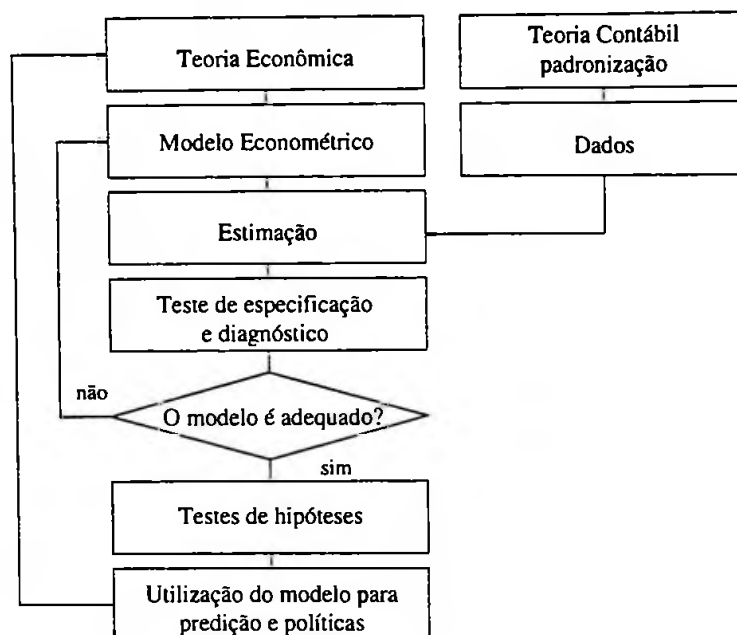 Teoria Econômica
Teoria Contábil
padronização
Modelo Econométrico
Dados
Estimação
Teste de especificação
e diagnóstico
não
O modelo é adequado?
sim
Testes de hipóteses
Utilização do modelo para
predição e políticas